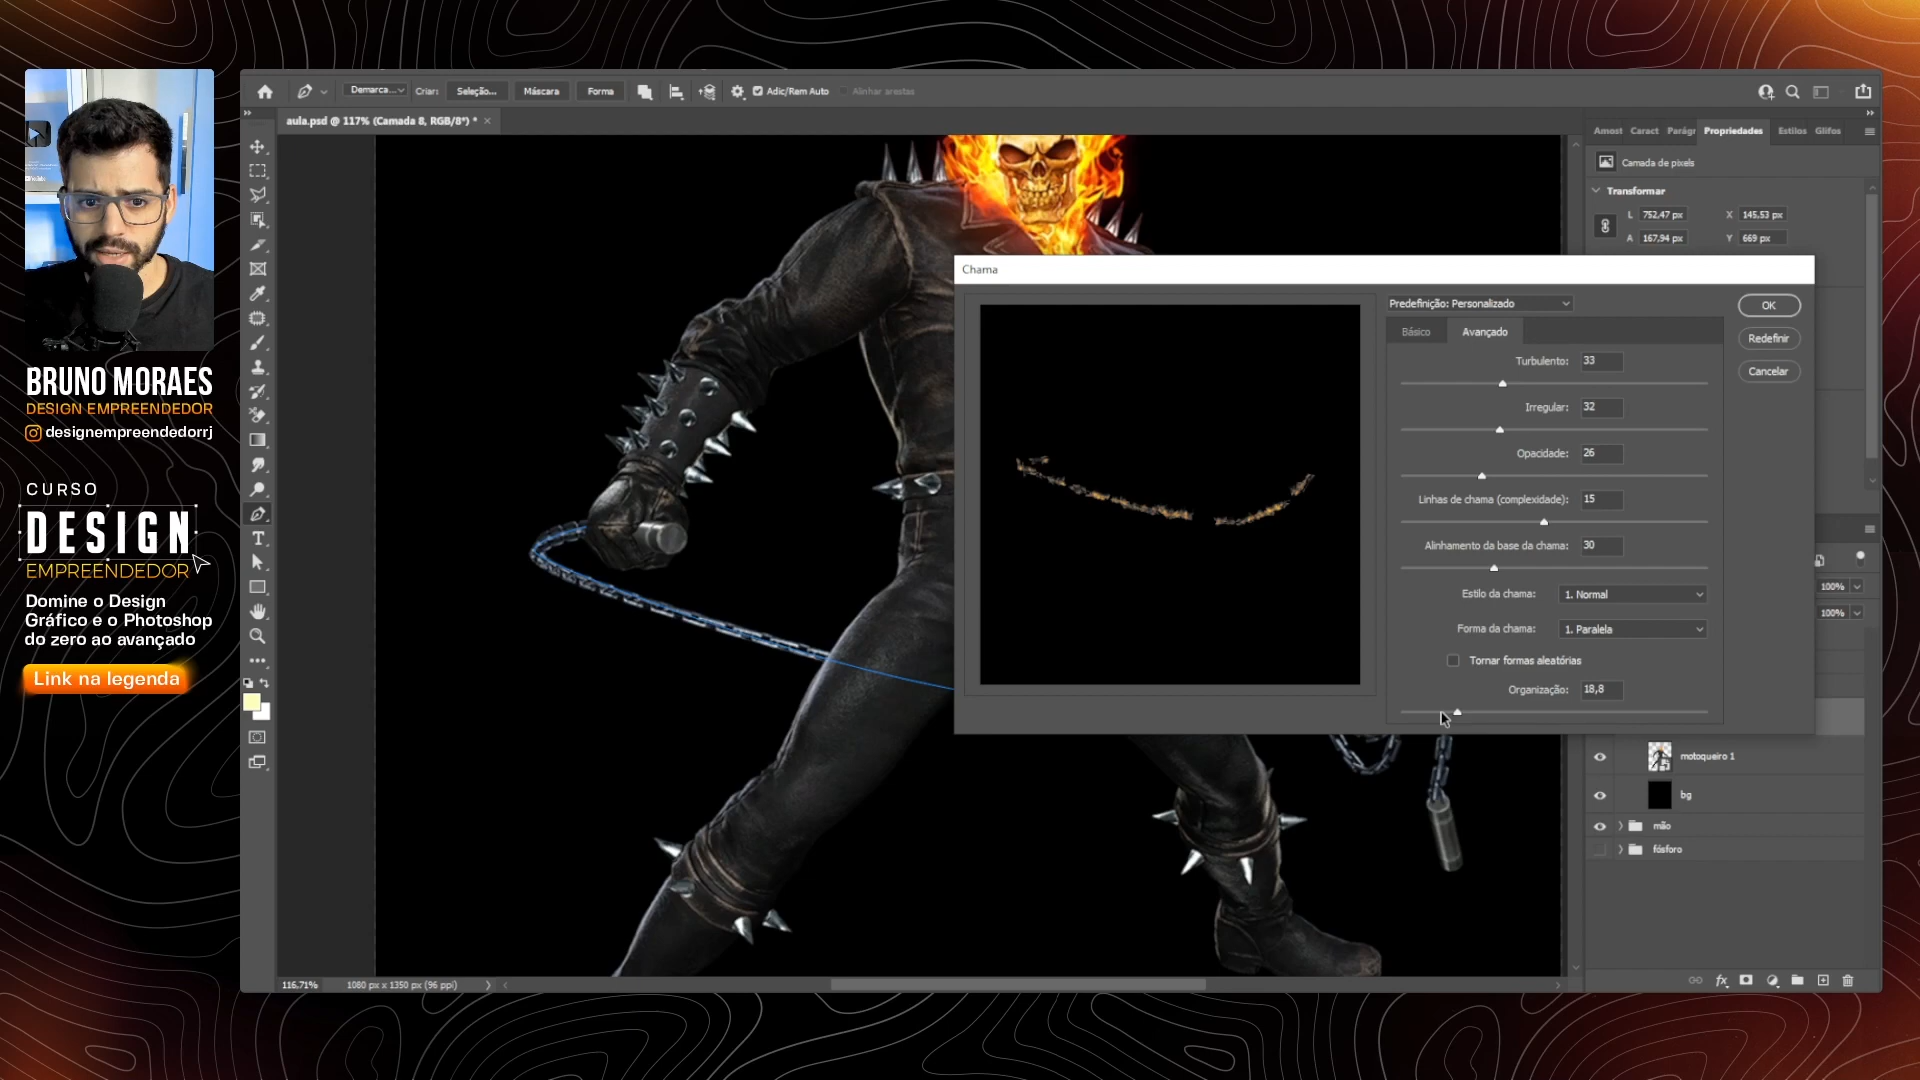 BRUNO MORAES
DESIGN EMPREENDEDOR
designempreendedorrj
CURSO
DESIGN
EMPREENDEDOR
Domine o Design
Gráfico e o Photoshop
do zero ao avançado
Link na legenda
Demarca...
Criar:
Seleção...
Máscara
Forma
Adic/Rem Auto
Alinhar arestas
aula.psd @ 117% (Camada 8, RGB/8*) *
Amost
Caract
Parágr
Propriedades
Estilos
Glifos
Camada de pixels
Transformar
L 752,47 px X 145,53 px
A 167,94 px Y 669 px
Chama
Predefinição: Personalizado
OK
Básico
Avançado
Redefinir
Turbulento: 33
Cancelar
Irregular: 32
Opacidade: 26
Linhas de chama (complexidade): 15
Alinhamento da base da chama: 30
Estilo da chama: 1. Normal
Forma da chama: 1. Paralela
Tornar formas aleatórias
Organização: 18,8
100%
100%
motoqueiro 1
bg
mão
fósforo
116,71%
1080 px x 1350 px (96 ppi)
fx